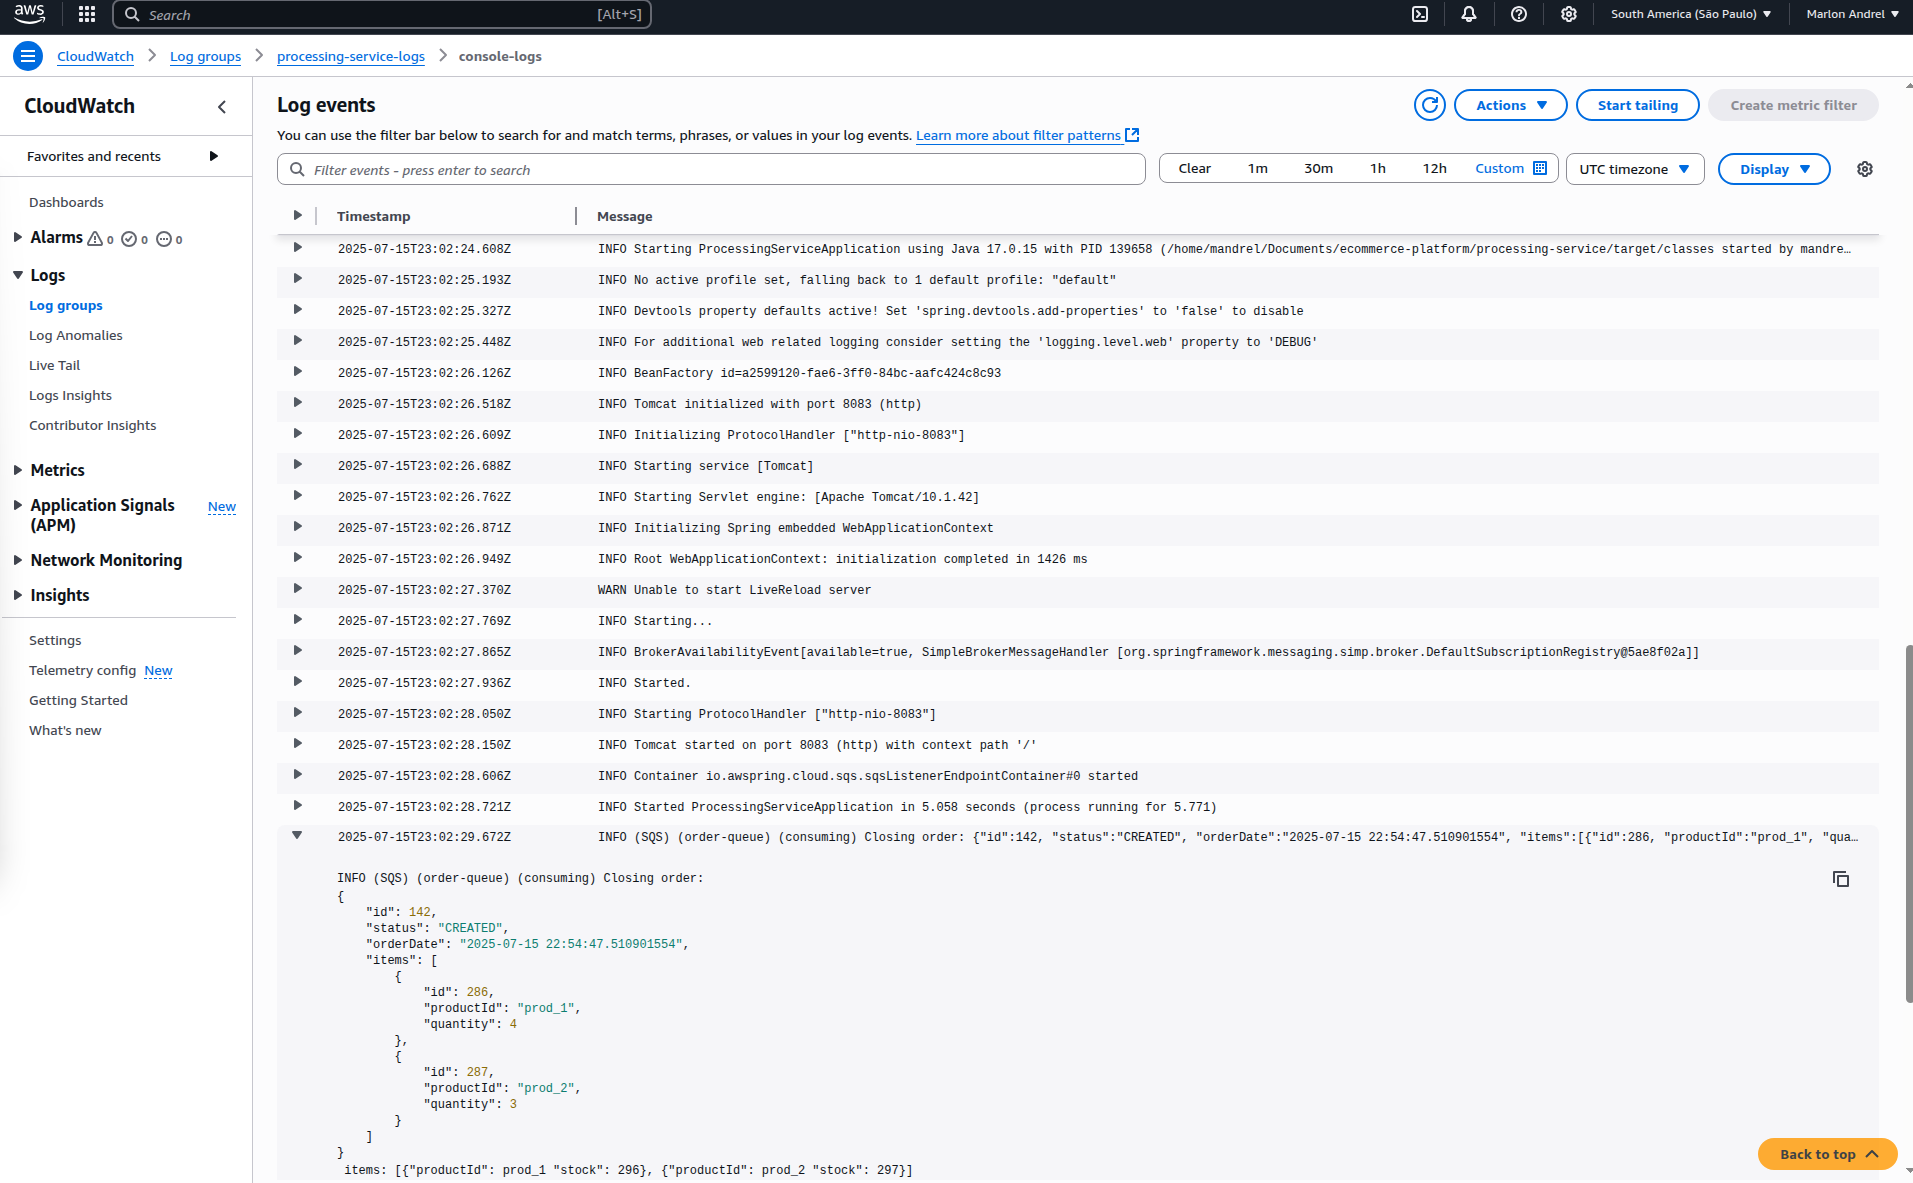 aws
Search [Alt+S]
South America (São Paulo)
Marlon Andrel
CloudWatch
Log groups
processing-service-logs
console-logs
CloudWatch
Favorites and recents
Dashboards
Alarms 0 0 0
Logs
Log groups
Log Anomalies
Live Tail
Logs Insights
Contributor Insights
Metrics
Application Signals (APM) New
Network Monitoring
Insights
Settings
Telemetry config New
Getting Started
What's new
Log events
Actions
Start tailing
Create metric filter
You can use the filter bar below to search for and match terms, phrases, or values in your log events. Learn more about filter patterns
Filter events - press enter to search
Clear 1m 30m 1h 12h Custom
UTC timezone
Display
Timestamp Message
2025-07-15T23:02:24.608Z INFO Starting ProcessingServiceApplication using Java 17.0.15 with PID 139658 (/home/mandrel/Documents/ecommerce-platform/processing-service/target/classes started by mandre…
2025-07-15T23:02:25.193Z INFO No active profile set, falling back to 1 default profile: "default"
2025-07-15T23:02:25.327Z INFO Devtools property defaults active! Set 'spring.devtools.add-properties' to 'false' to disable
2025-07-15T23:02:25.448Z INFO For additional web related logging consider setting the 'logging.level.web' property to 'DEBUG'
2025-07-15T23:02:26.126Z INFO BeanFactory id=a2599120-fae6-3ff0-84bc-aafc424c8c93
2025-07-15T23:02:26.518Z INFO Tomcat initialized with port 8083 (http)
2025-07-15T23:02:26.609Z INFO Initializing ProtocolHandler ["http-nio-8083"]
2025-07-15T23:02:26.688Z INFO Starting service [Tomcat]
2025-07-15T23:02:26.762Z INFO Starting Servlet engine: [Apache Tomcat/10.1.42]
2025-07-15T23:02:26.871Z INFO Initializing Spring embedded WebApplicationContext
2025-07-15T23:02:26.949Z INFO Root WebApplicationContext: initialization completed in 1426 ms
2025-07-15T23:02:27.370Z WARN Unable to start LiveReload server
2025-07-15T23:02:27.769Z INFO Starting...
2025-07-15T23:02:27.865Z INFO BrokerAvailabilityEvent[available=true, SimpleBrokerMessageHandler [org.springframework.messaging.simp.broker.DefaultSubscriptionRegistry@5ae8f02a]]
2025-07-15T23:02:27.936Z INFO Started.
2025-07-15T23:02:28.050Z INFO Starting ProtocolHandler ["http-nio-8083"]
2025-07-15T23:02:28.150Z INFO Tomcat started on port 8083 (http) with context path '/'
2025-07-15T23:02:28.606Z INFO Container io.awspring.cloud.sqs.sqsListenerEndpointContainer#0 started
2025-07-15T23:02:28.721Z INFO Started ProcessingServiceApplication in 5.058 seconds (process running for 5.771)
2025-07-15T23:02:29.672Z INFO (SQS) (order-queue) (consuming) Closing order: {"id":142, "status":"CREATED", "orderDate":"2025-07-15 22:54:47.510901554", "items":[{"id":286, "productId":"prod_1", "qua…
INFO (SQS) (order-queue) (consuming) Closing order:
{
"id": 142,
"status": "CREATED",
"orderDate": "2025-07-15 22:54:47.510901554",
"items": [
{
"id": 286,
"productId": "prod_1",
"quantity": 4
},
{
"id": 287,
"productId": "prod_2",
"quantity": 3
}
]
}
items: [{"productId": prod_1 "stock": 296}, {"productId": prod_2 "stock": 297}]
Back to top